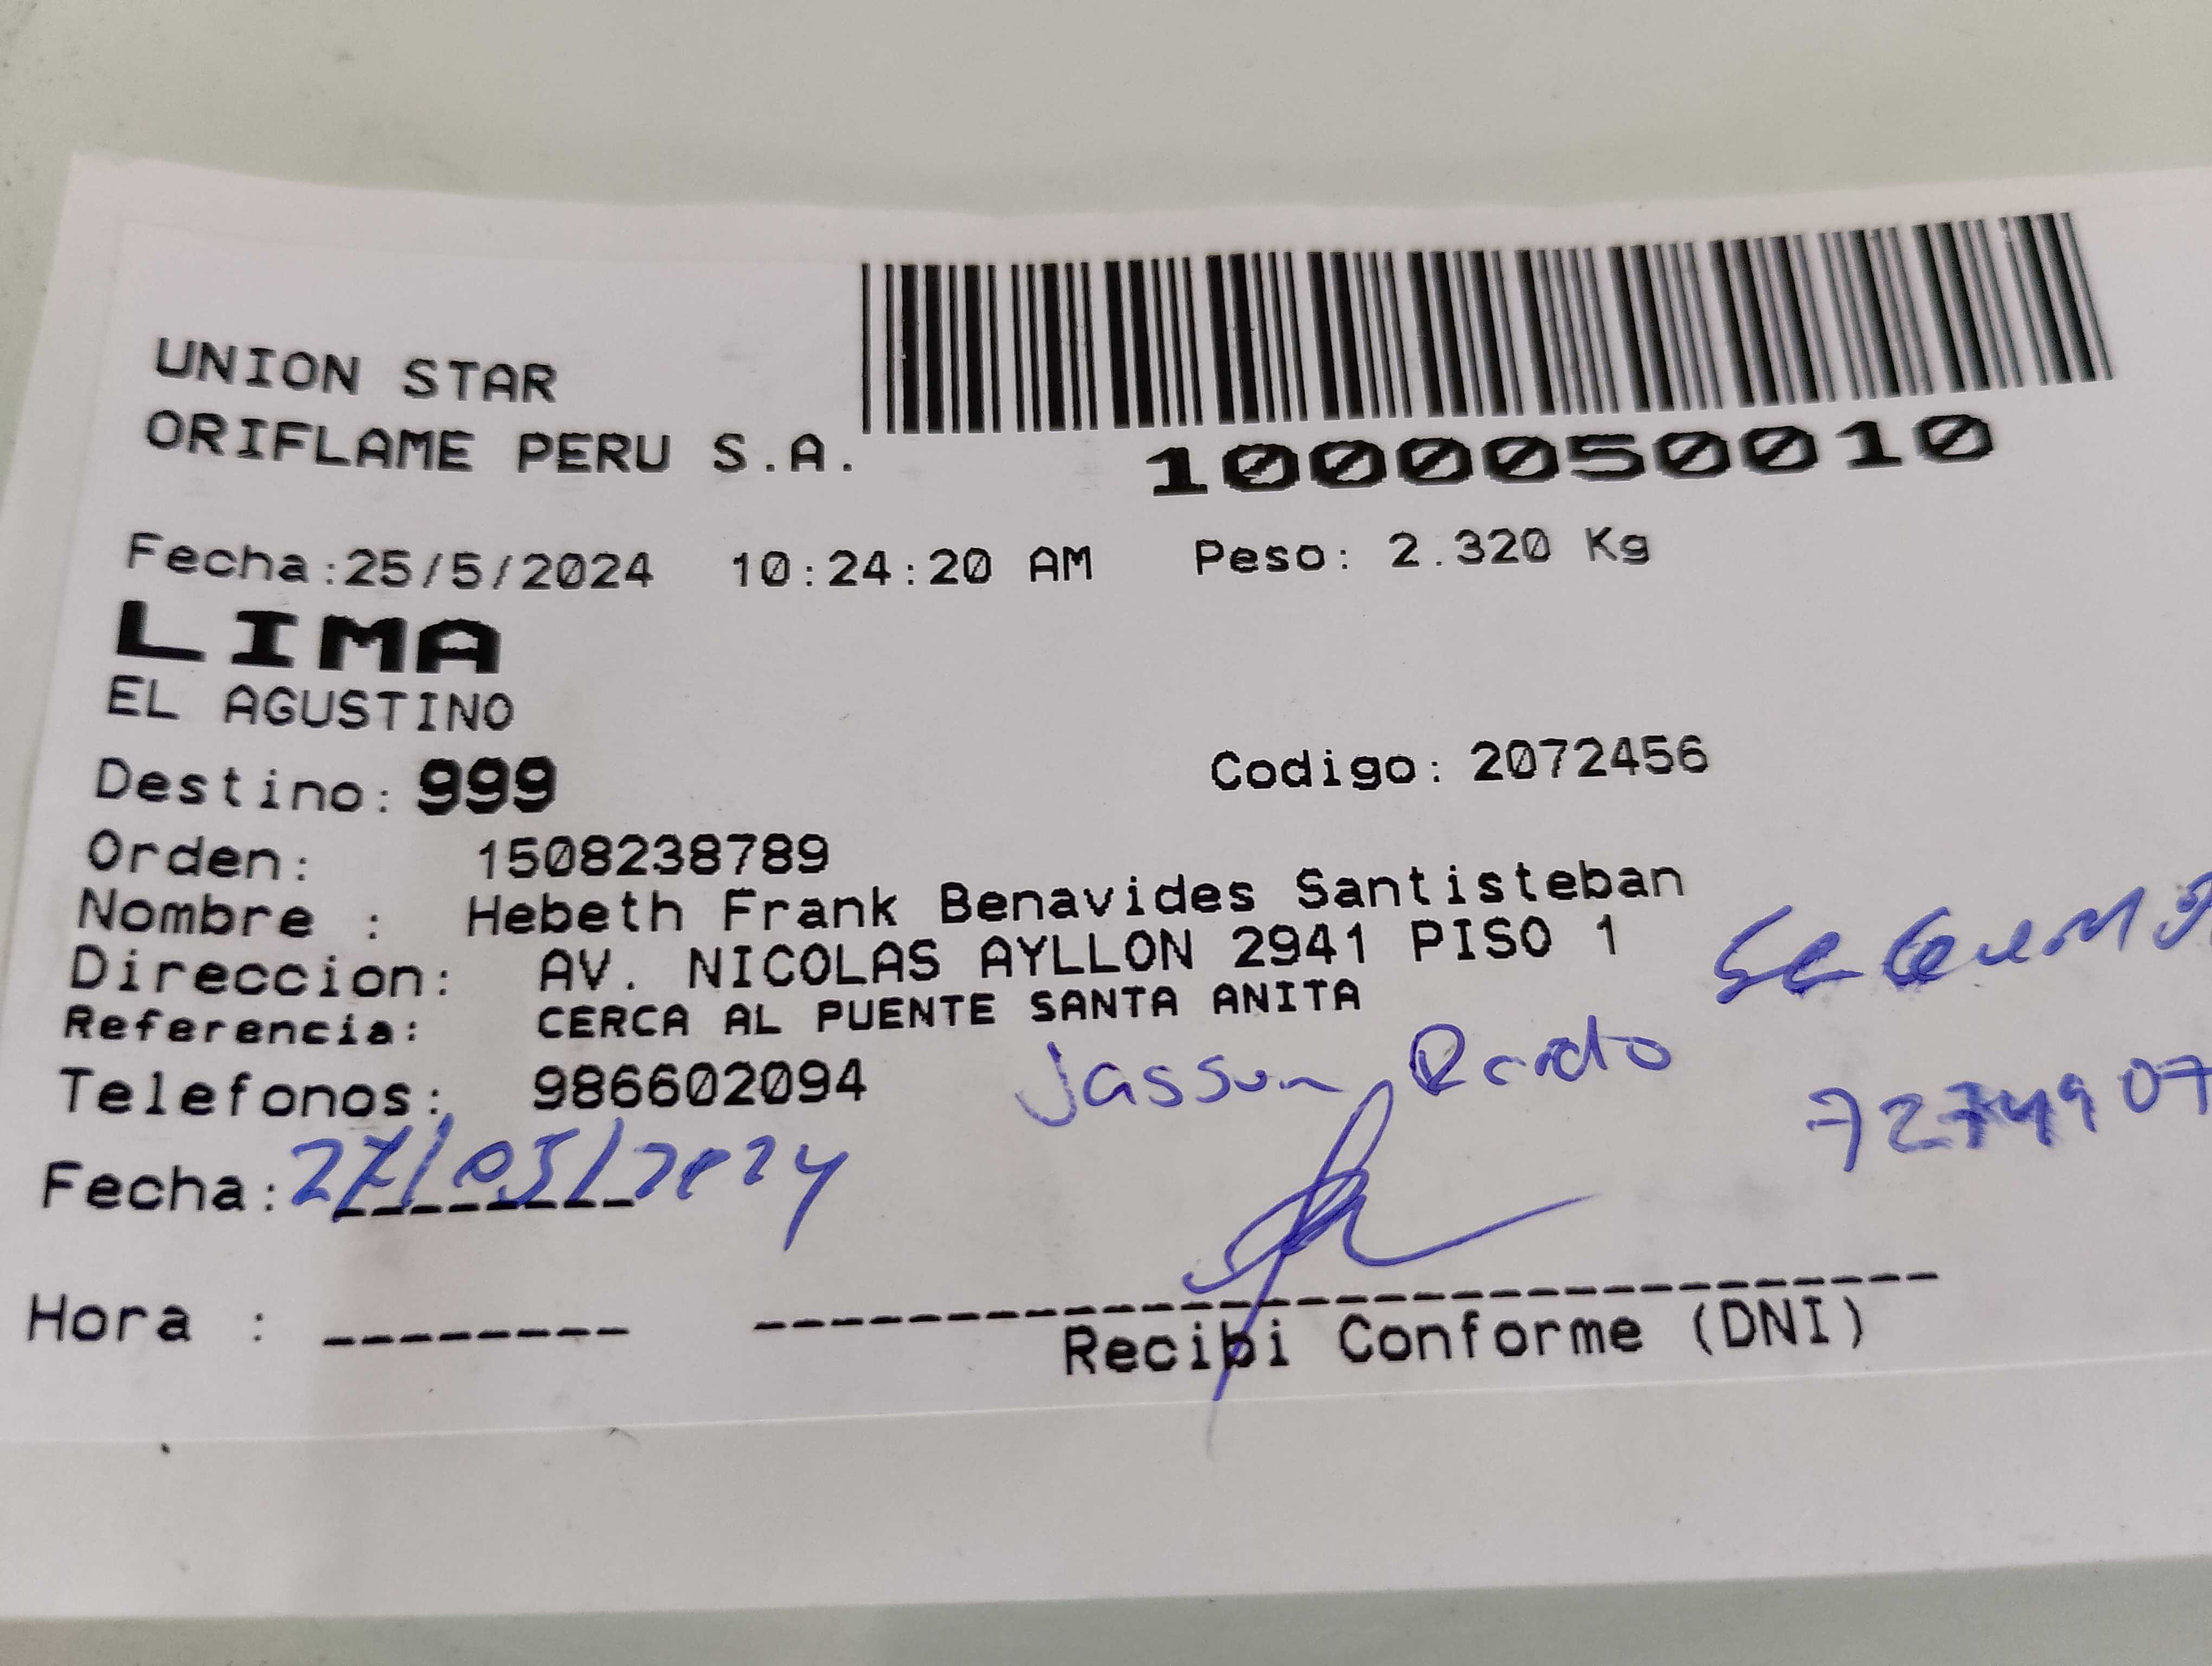 UNION STAR
ORIFLAME PERU S.A.
1000050010
Fecha:25/5/2024 10:24:20 AM Peso: 2.320 Kg
LIMA
EL AGUSTINO
Destino: 999 Codigo: 2072456
Orden: 1508238789
Nombre : Hebeth Frank Benavides Santisteban
Direccion: AV. NICOLAS AYLLON 2941 PISO 1
Referencia: CERCA AL PUENTE SANTA ANITA
Telefonos: 986602094
Fecha: 27/05/2024
Hora :
Recibi Conforme (DNI)